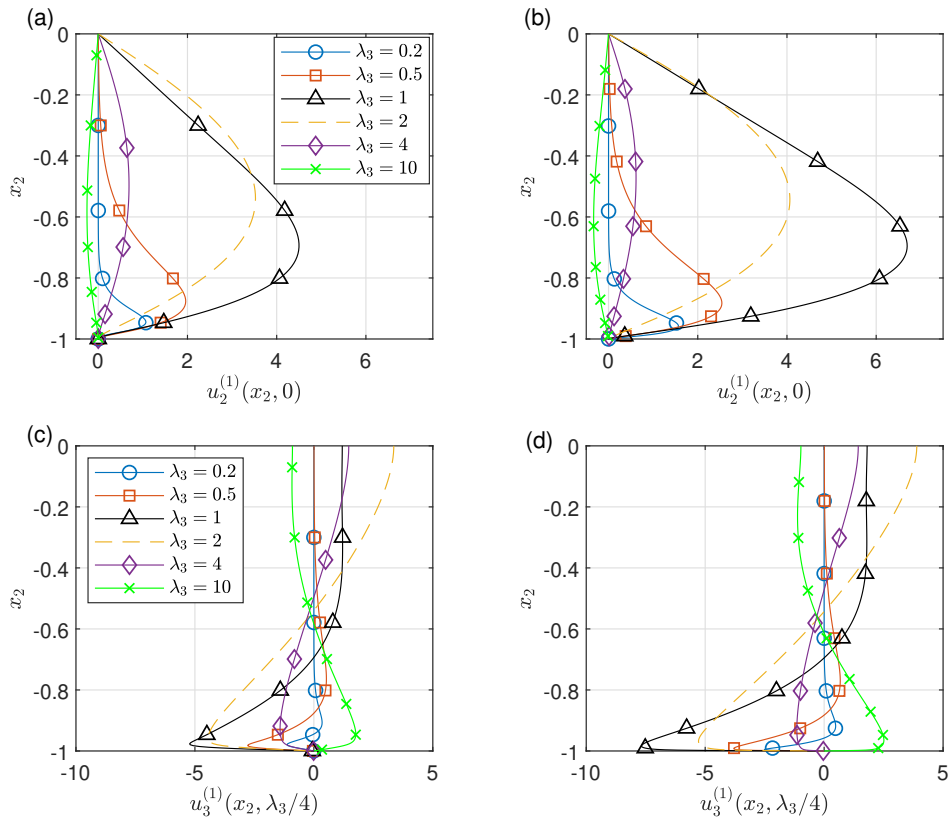 (a)
0
-0.2
-0.4
-0.6
-0.8
-1
x₂
λ₃ = 0.2
λ₃ = 0.5
λ₃ = 1
λ₃ = 2
λ₃ = 4
λ₃ = 10
0 2 4 6
u₂⁽¹⁾(x₂, 0)
(b)
0
-0.2
-0.4
-0.6
-0.8
-1
0 2 4 6
u₂⁽¹⁾(x₂, 0)
(c)
0
-0.2
-0.4
-0.6
-0.8
-1
x₂
λ₃ = 0.2
λ₃ = 0.5
λ₃ = 1
λ₃ = 2
λ₃ = 4
λ₃ = 10
-10 -5 0 5
u₃⁽¹⁾(x₂, λ₃/4)
(d)
0
-0.2
-0.4
-0.6
-0.8
-1
x₂
-10 -5 0 5
u₃⁽¹⁾(x₂, λ₃/4)